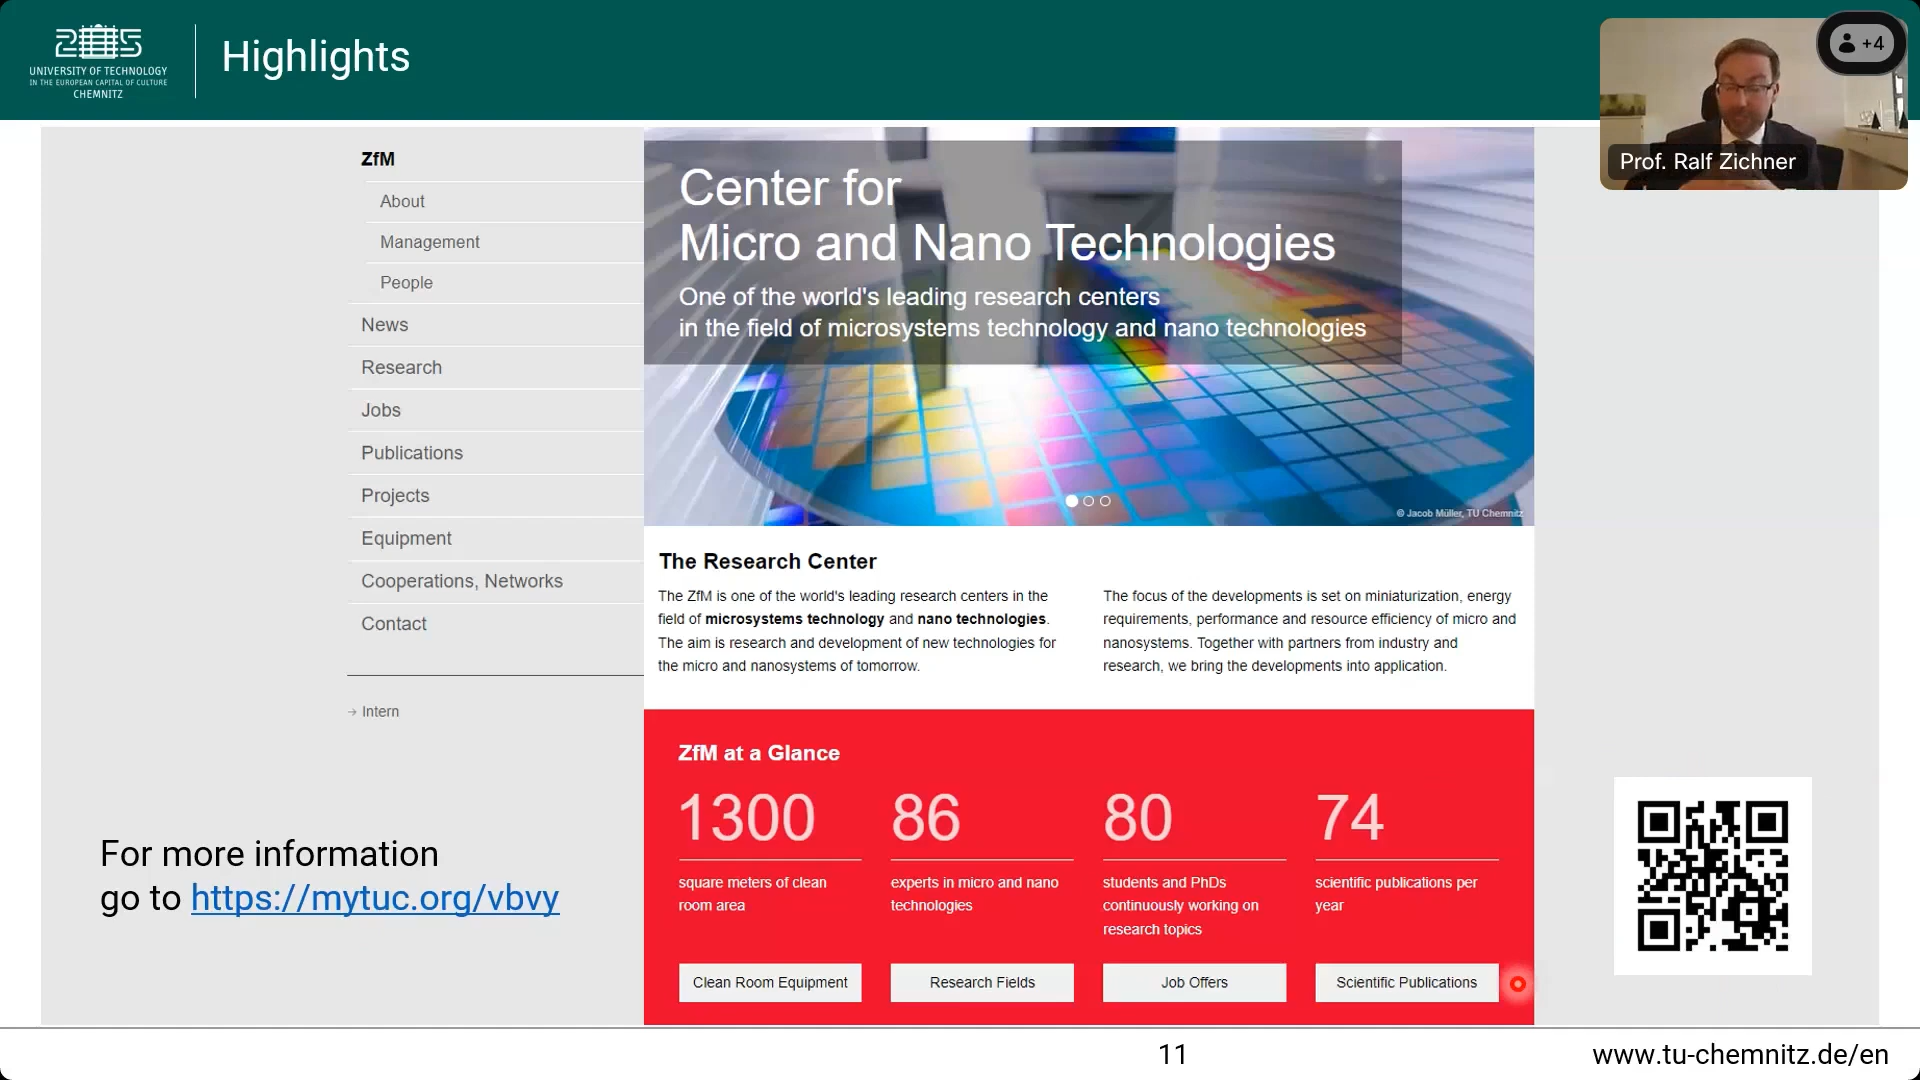 2025
UNIVERSITY OF TECHNOLOGY
IN THE EUROPEAN CAPITAL OF CULTURE
CHEMNITZ
Highlights
+4
Prof. Ralf Zichner
ZfM
About
Management
People
News
Research
Jobs
Publications
Projects
Equipment
Cooperations, Networks
Contact
→ Intern
Center for
Micro and Nano Technologies
One of the world's leading research centers
in the field of microsystems technology and nano technologies
© Jacob Müller, TU Chemnitz
The Research Center
The ZfM is one of the world's leading research centers in the
field of microsystems technology and nano technologies.
The aim is research and development of new technologies for
the micro and nanosystems of tomorrow.
The focus of the developments is set on miniaturization, energy
requirements, performance and resource efficiency of micro and
nanosystems. Together with partners from industry and
research, we bring the developments into application.
ZfM at a Glance
1300
square meters of clean
room area
Clean Room Equipment
86
experts in micro and nano
technologies
Research Fields
80
students and PhDs
continuously working on
research topics
Job Offers
74
scientific publications per
year
Scientific Publications
For more information
go to https://mytuc.org/vbvy
11
www.tu-chemnitz.de/en